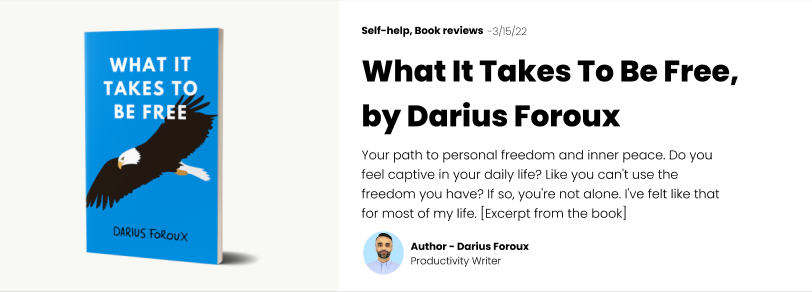 WHAT IT
TAKES TO
BE FREE
DARIUS FOROUX
Self-help, Book reviews -3/15/22
What It Takes To Be Free,
by Darius Foroux
Your path to personal freedom and inner peace. Do you
feel captive in your daily life? Like you can't use the
freedom you have? If so, you're not alone. I've felt like that
for most of my life. [Excerpt from the book]
Author - Darius Foroux
Productivity Writer